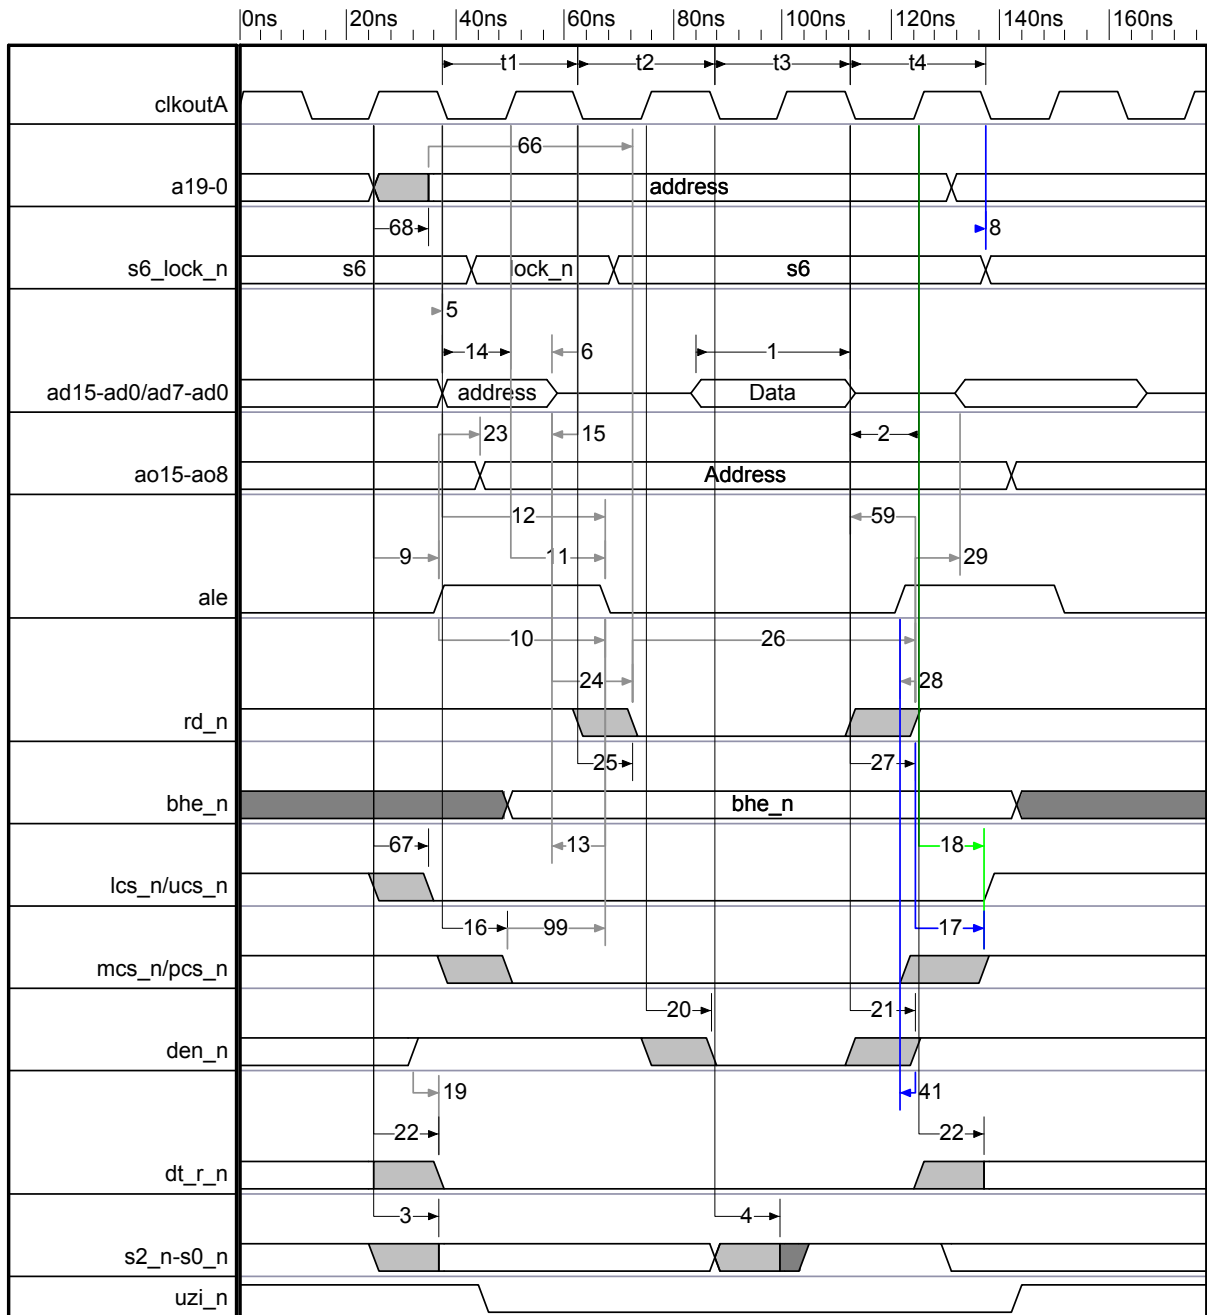 0ns 20ns 40ns 60ns 80ns 100ns 120ns 140ns 160ns
t1 t2 t3 t4
clkoutA
66
a19-0 address
68 8
s6_lock_n s6 lock_n s6
5
14 6 1
ad15-ad0/ad7-ad0 address Data
23 15 2
ao15-ao8 Address
12 59
9 11 29
ale
10 26
24 28
rd_n
25 27
bhe_n bhe_n
67 13 18
lcs_n/ucs_n
16 99 17
mcs_n/pcs_n
20 21
den_n
19 41
22 22
dt_r_n
3 4
s2_n-s0_n
uzi_n